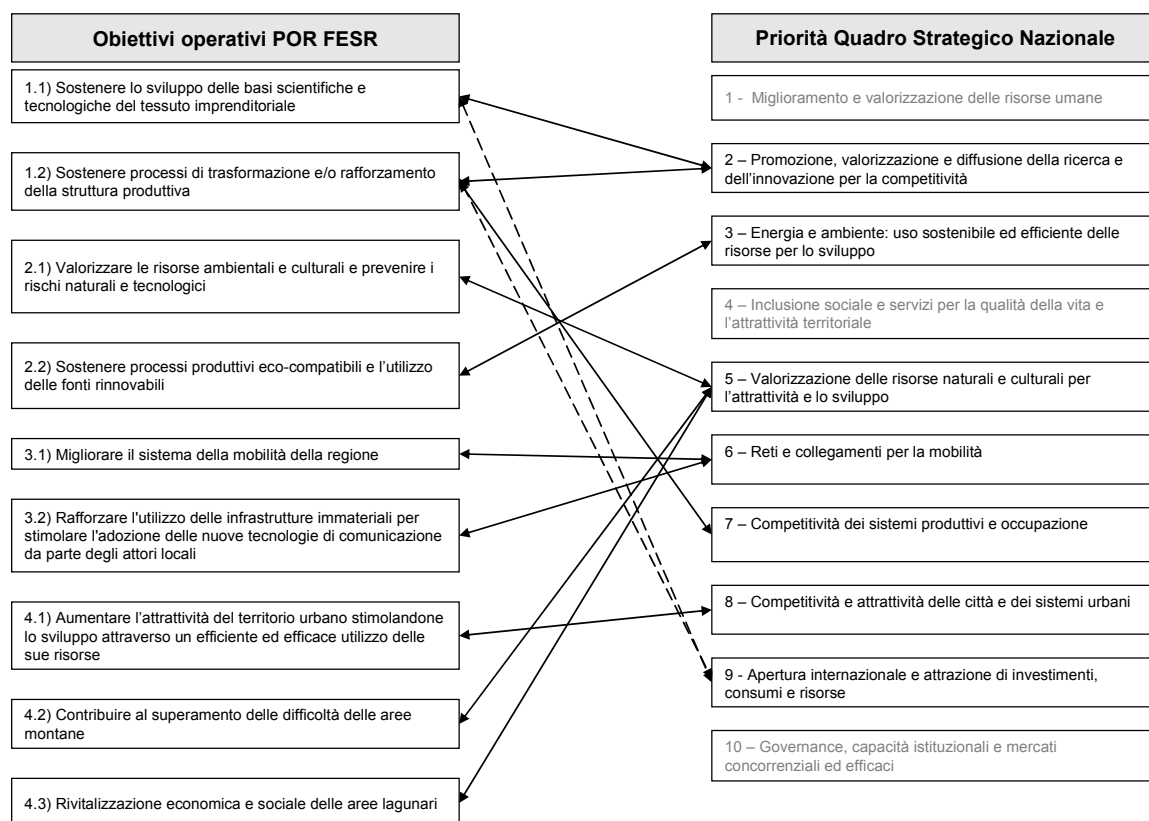 Obiettivi operativi POR FESR
1.1) Sostenere lo sviluppo delle basi scientifiche e
tecnologiche del tessuto imprenditoriale
1.2) Sostenere processi di trasformazione e/o rafforzamento
della struttura produttiva
2.1) Valorizzare le risorse ambientali e culturali e prevenire i
rischi naturali e tecnologici
2.2) Sostenere processi produttivi eco-compatibili e l’utilizzo
delle fonti rinnovabili
3.1) Migliorare il sistema della mobilità della regione
3.2) Rafforzare l'utilizzo delle infrastrutture immateriali per
stimolare l'adozione delle nuove tecnologie di comunicazione
da parte degli attori locali
4.1) Aumentare l’attrattività del territorio urbano stimolandone
lo sviluppo attraverso un efficiente ed efficace utilizzo delle
sue risorse
4.2) Contribuire al superamento delle difficoltà delle aree
montane
4.3) Rivitalizzazione economica e sociale delle aree lagunari
Priorità Quadro Strategico Nazionale
1 - Miglioramento e valorizzazione delle risorse umane
2 – Promozione, valorizzazione e diffusione della ricerca e
dell’innovazione per la competitività
3 – Energia e ambiente: uso sostenibile ed efficiente delle
risorse per lo sviluppo
4 – Inclusione sociale e servizi per la qualità della vita e
l’attrattività territoriale
5 – Valorizzazione delle risorse naturali e culturali per
l’attrattività e lo sviluppo
6 – Reti e collegamenti per la mobilità
7 – Competitività dei sistemi produttivi e occupazione
8 – Competitività e attrattività delle città e dei sistemi urbani
9 - Apertura internazionale e attrazione di investimenti,
consumi e risorse
10 – Governance, capacità istituzionali e mercati
concorrenziali ed efficaci